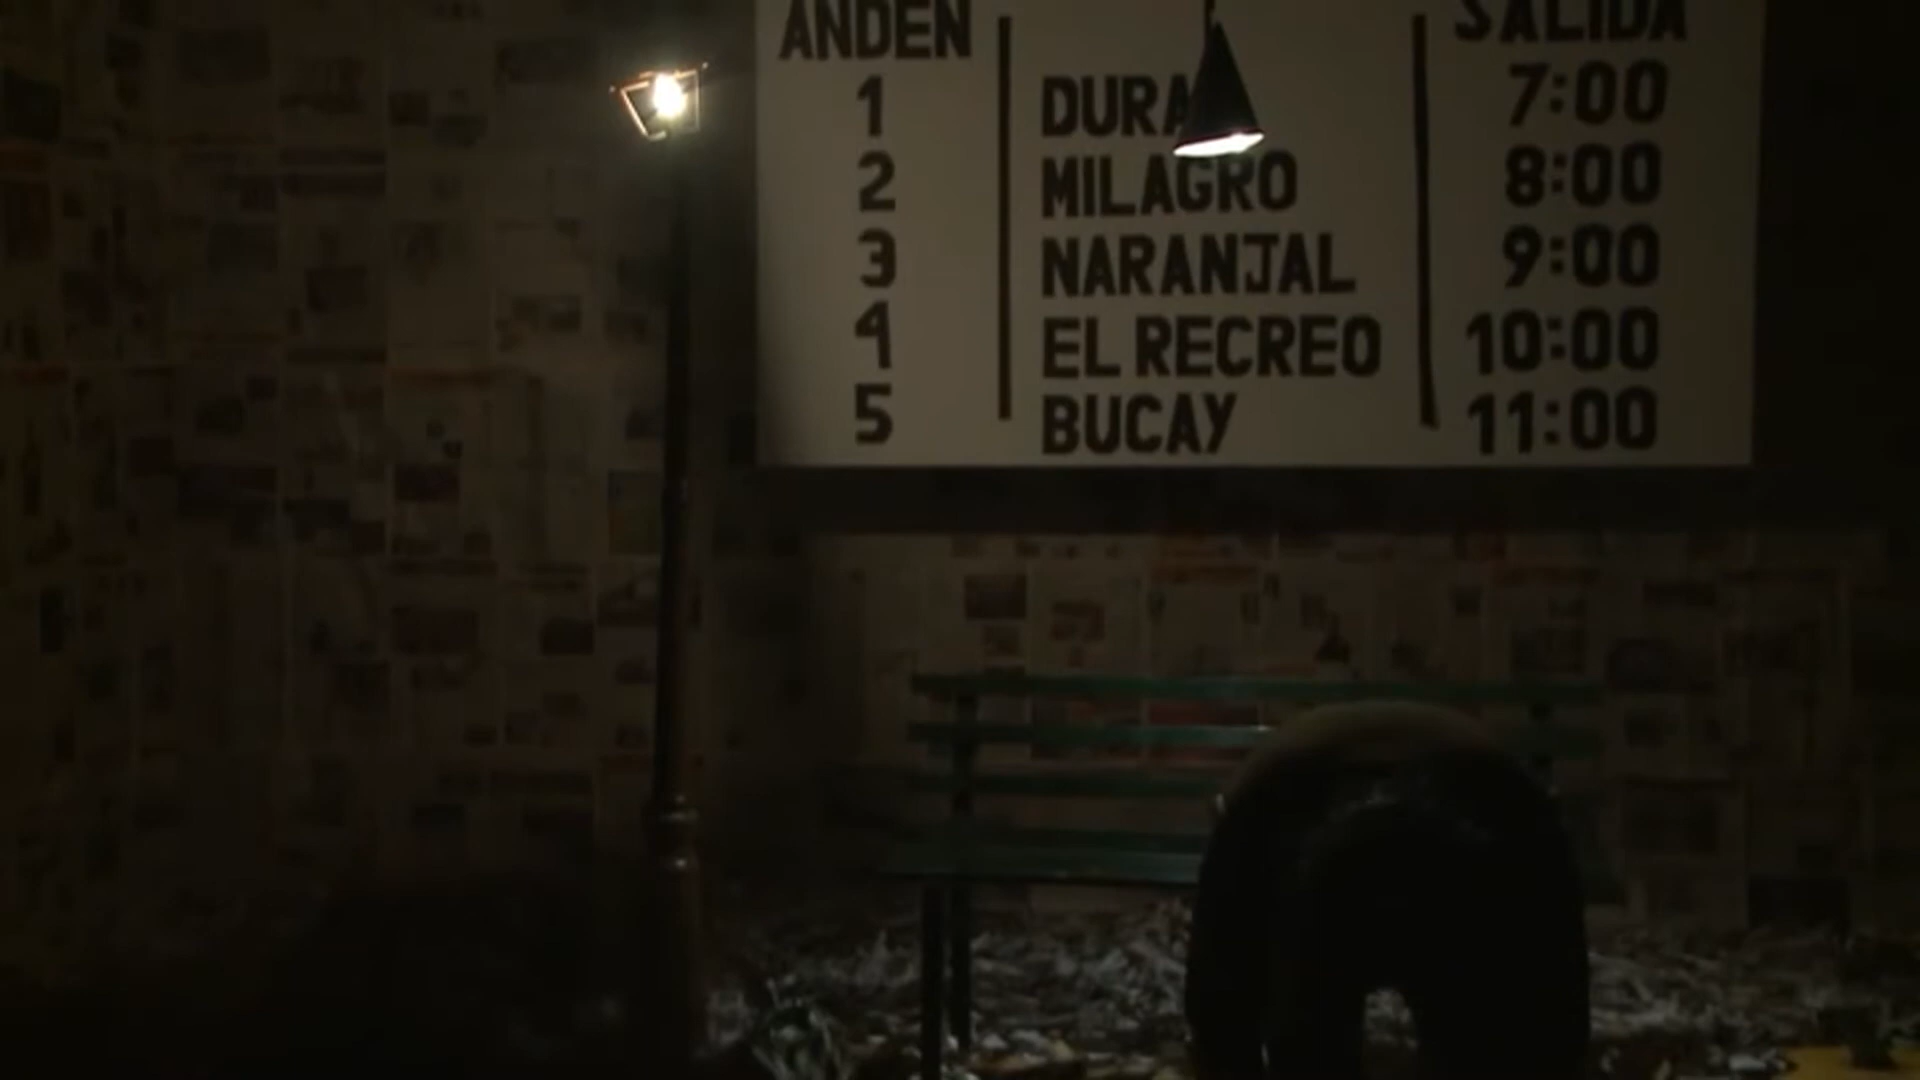 ANDEN SALIDA
1 DURA 7:00
2 MILAGRO 8:00
3 NARANJAL 9:00
4 EL RECREO 10:00
5 BUCAY 11:00